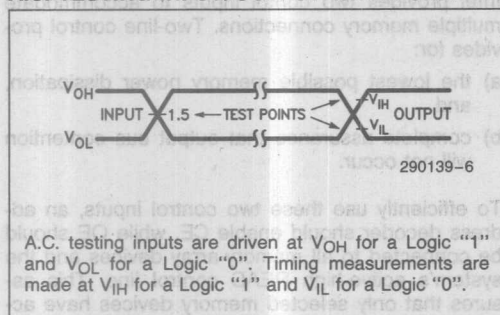 VOH
INPUT 1.5 TEST POINTS VIH OUTPUT
VIL
VOL
290139-6
A.C. testing inputs are driven at VOH for a Logic "1"
and VOL for a Logic "0". Timing measurements are
made at VIH for a Logic "1" and VIL for a Logic "0".